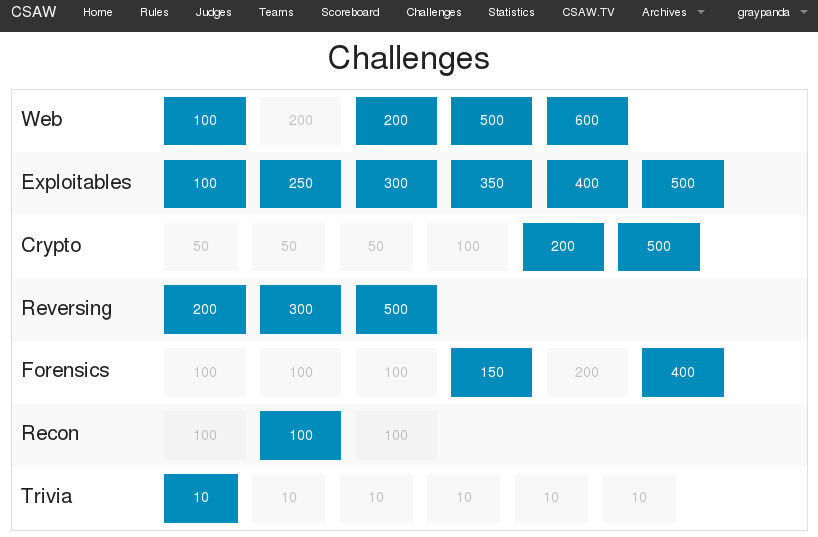 CSAW Home Rules Judges Teams Scoreboard Challenges Statistics CSAW.TV Archives graypanda
Challenges
Web 100 200 200 500 600
Exploitables 100 250 300 350 400 500
Crypto 50 50 50 100 200 500
Reversing 200 300 500
Forensics 100 100 100 150 200 400
Recon 100 100 100
Trivia 10 10 10 10 10 10